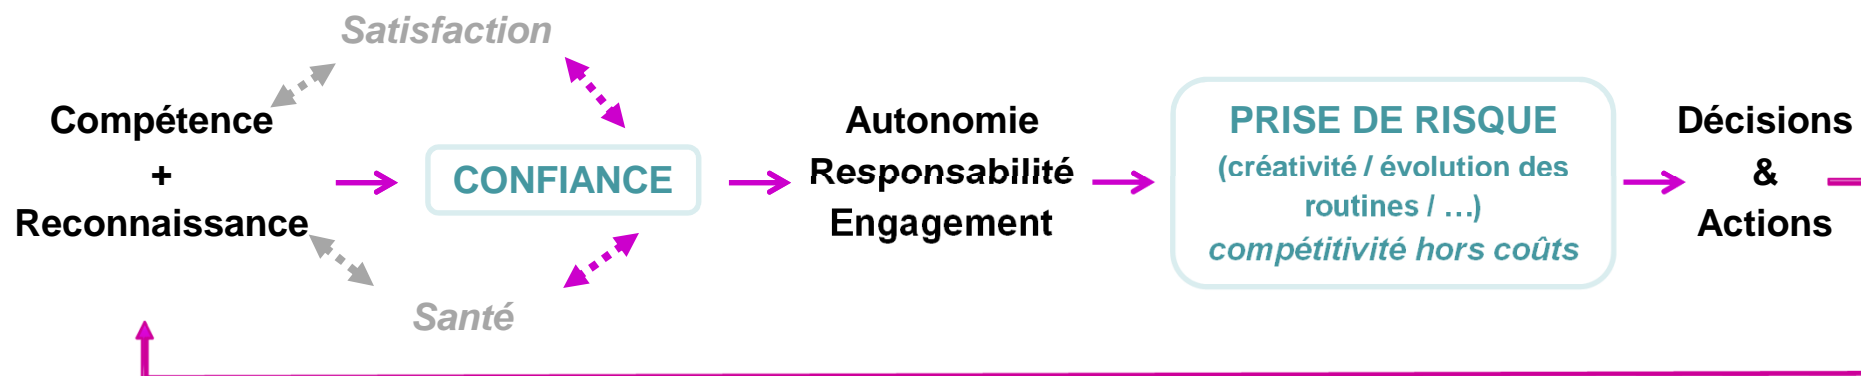 Satisfaction
Compétence
+
Reconnaissance
CONFIANCE
Santé
Autonomie
Responsabilité
Engagement
PRISE DE RISQUE
(créativité / évolution des
routines / …)
compétitivité hors coûts
Décisions
&
Actions